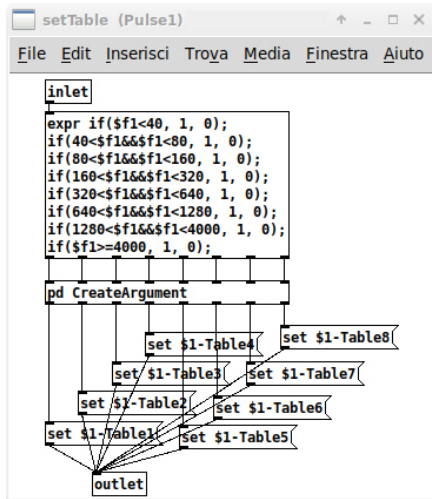 setTable (Pulse1)
File Edit Inserisci Trova Media Finestra Aiuto
inlet
expr if($f1<40, 1, 0);
if(40<$f1&&$f1<80, 1, 0);
if(80<$f1&&$f1<160, 1, 0);
if(160<$f1&&$f1<320, 1, 0);
if(320<$f1&&$f1<640, 1, 0);
if(640<$f1&&$f1<1280, 1, 0);
if(1280<$f1&&$f1<4000, 1, 0);
if($f1>=4000, 1, 0);
pd CreateArgument
set $1-Table8
set $1-Table4
set $1-Table3
set $1-Table7
set $1-Table2
set $1-Table6
set $1-Table1
set $1-Table5
outlet